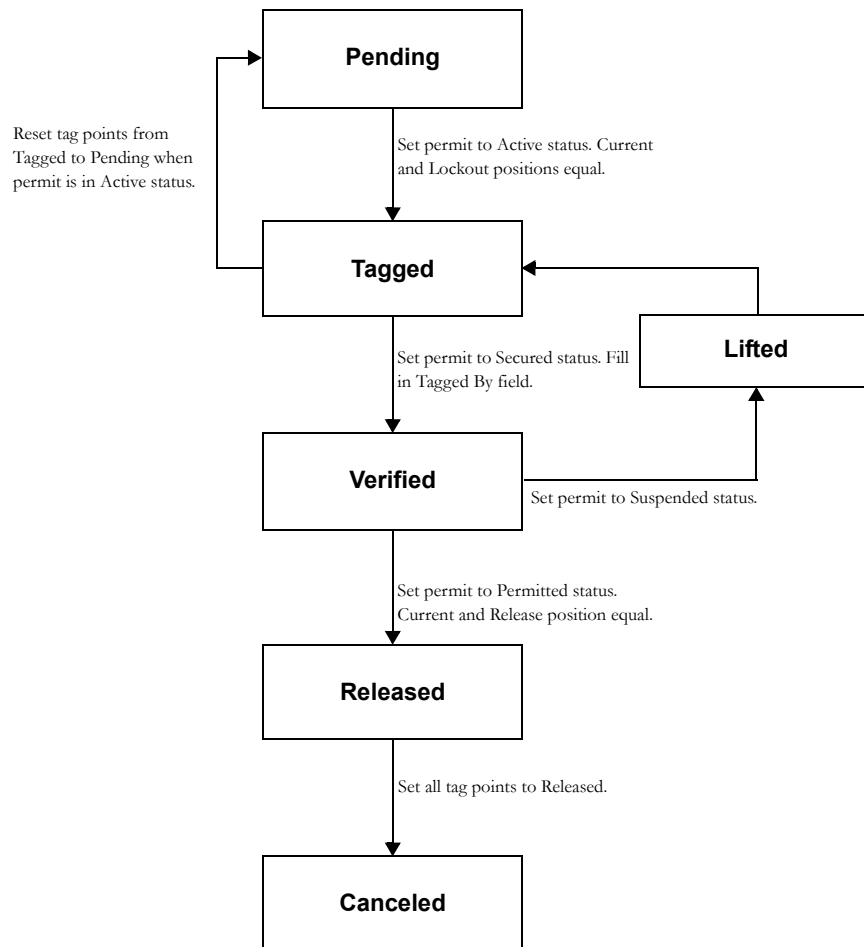 Pending
Reset tag points from
Tagged to Pending when
permit is in Active status.
Set permit to Active status. Current
and Lockout positions equal.
Tagged
Lifted
Set permit to Secured status. Fill
in Tagged By field.
Verified
Set permit to Suspended status.
Set permit to Permitted status.
Current and Release position equal.
Released
Set all tag points to Released.
Canceled